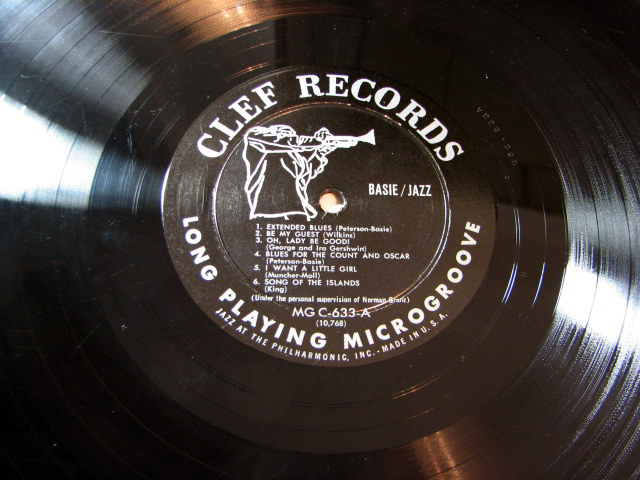 CLEF RECORDS
BASIE/JAZZ
1. EXTENDED BLUES (Peterson-Basie)
2. BE MY GUEST (Wilkins)
3. OH, LADY BE GOOD!
(George and Ira Gershwin)
4. BLUES FOR THE COUNT AND OSCAR
(Peterson-Basie)
5. I WANT A LITTLE GIRL
(Muncher-Moll)
6. SONG OF THE ISLANDS
(King)
(Under the personal supervision of Norman Granz)
MG C-633-A
(10,768)
LONG PLAYING MICROGROOVE
JAZZ AT THE PHILHARMONIC, INC.-MADE IN U.S.A.